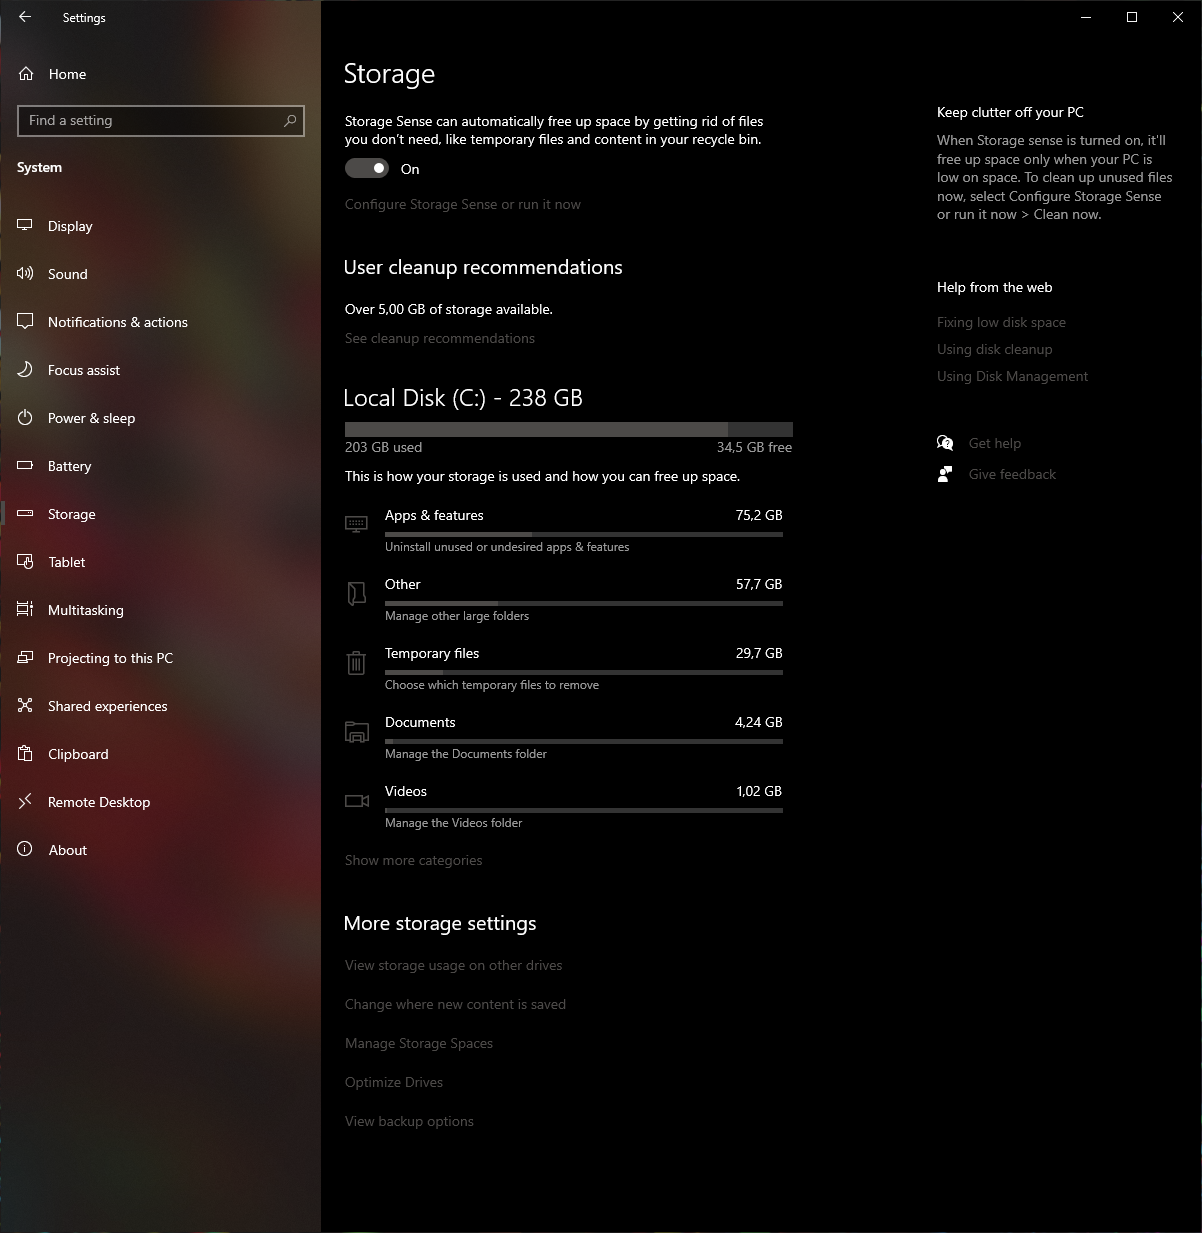 Settings
Home
Find a setting
System
Display
Sound
Notifications & actions
Focus assist
Power & sleep
Battery
Storage
Tablet
Multitasking
Projecting to this PC
Shared experiences
Clipboard
Remote Desktop
About
Storage
Storage Sense can automatically free up space by getting rid of files
you don't need, like temporary files and content in your recycle bin.
On
Configure Storage Sense or run it now
User cleanup recommendations
Over 5,00 GB of storage available.
See cleanup recommendations
Local Disk (C:) - 238 GB
203 GB used 34,5 GB free
This is how your storage is used and how you can free up space.
Apps & features 75,2 GB
Uninstall unused or undesired apps & features
Other 57,7 GB
Manage other large folders
Temporary files 29,7 GB
Choose which temporary files to remove
Documents 4,24 GB
Manage the Documents folder
Videos 1,02 GB
Manage the Videos folder
Show more categories
More storage settings
View storage usage on other drives
Change where new content is saved
Manage Storage Spaces
Optimize Drives
View backup options
Keep clutter off your PC
When Storage sense is turned on, it'll
free up space only when your PC is
low on space. To clean up unused files
now, select Configure Storage Sense
or run it now > Clean now.
Help from the web
Fixing low disk space
Using disk cleanup
Using Disk Management
Get help
Give feedback